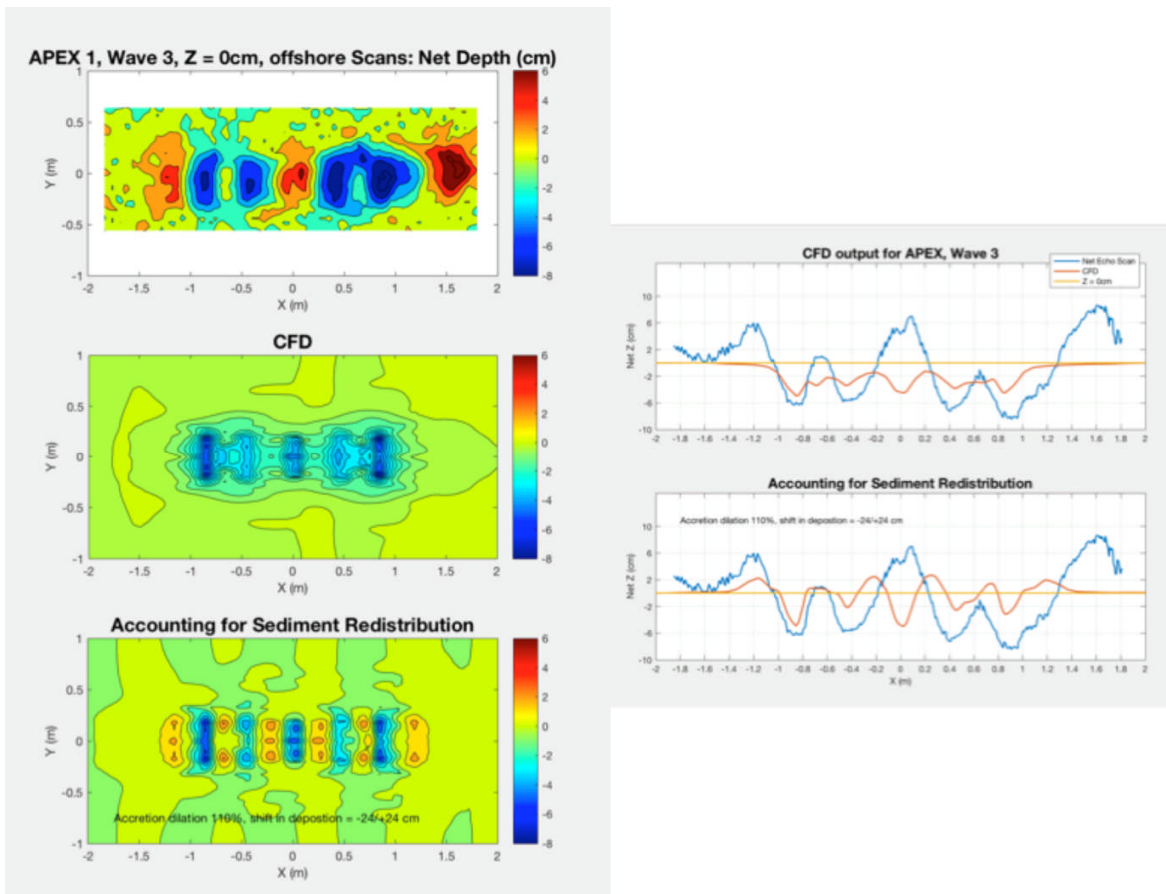 APEX 1, Wave 3, Z = 0cm, offshore Scans: Net Depth (cm)
1
0.5
0
-0.5
-1
Y (m)
-2 -1.5 -1 -0.5 0 0.5 1 1.5 2
X (m)
6
4
2
0
-2
-4
-6
-8
CFD
1
0.5
0
-0.5
-1
Y (m)
-2 -1.5 -1 -0.5 0 0.5 1 1.5 2
X (m)
6
4
2
0
-2
-4
-6
-8
Accounting for Sediment Redistribution
1
0.5
0
-0.5
-1
Y (m)
Accretion dilation 110%, shift in depostion = -24/+24 cm
-2 -1.5 -1 -0.5 0 0.5 1 1.5 2
X (m)
6
4
2
0
-2
-4
-6
-8
CFD output for APEX, Wave 3
Net Echo Scan
CFD
Z = 0cm
10
6
2
-2
-6
-10
Net Z (cm)
-2 -1.8 -1.6 -1.4 -1.2 -1 -0.8 -0.6 -0.4 -0.2 0 0.2 0.4 0.6 0.8 1 1.2 1.4 1.6 1.8 2
Accounting for Sediment Redistribution
Accretion dilation 110%, shift in depostion = -24/+24 cm
10
6
2
-2
-6
-10
Net Z (cm)
-2 -1.8 -1.6 -1.4 -1.2 -1 -0.8 -0.6 -0.4 -0.2 0 0.2 0.4 0.6 0.8 1 1.2 1.4 1.6 1.8 2
X (m)